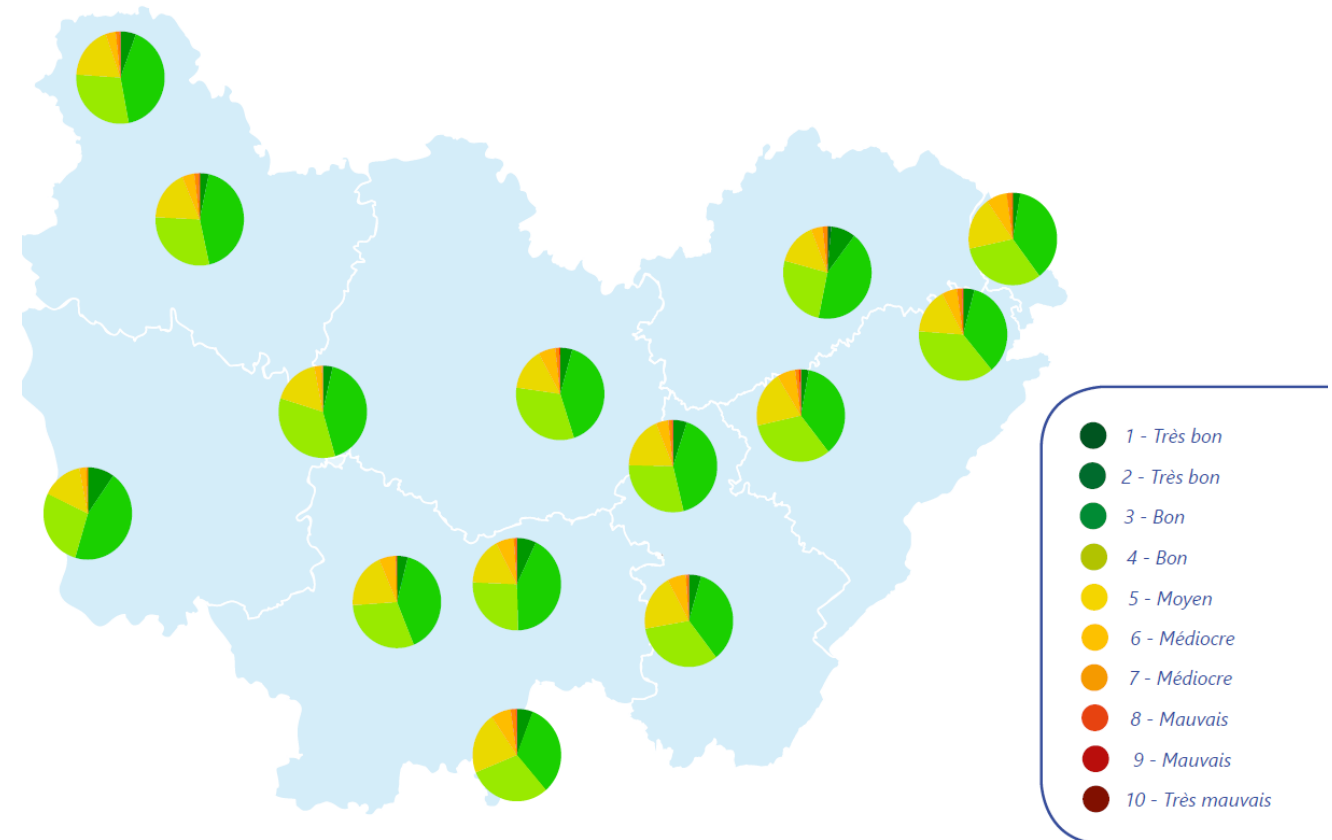 1 - Très bon
2 - Très bon
3 - Bon
4 - Bon
5 - Moyen
6 - Médiocre
7 - Médiocre
8 - Mauvais
9 - Mauvais
10 - Très mauvais